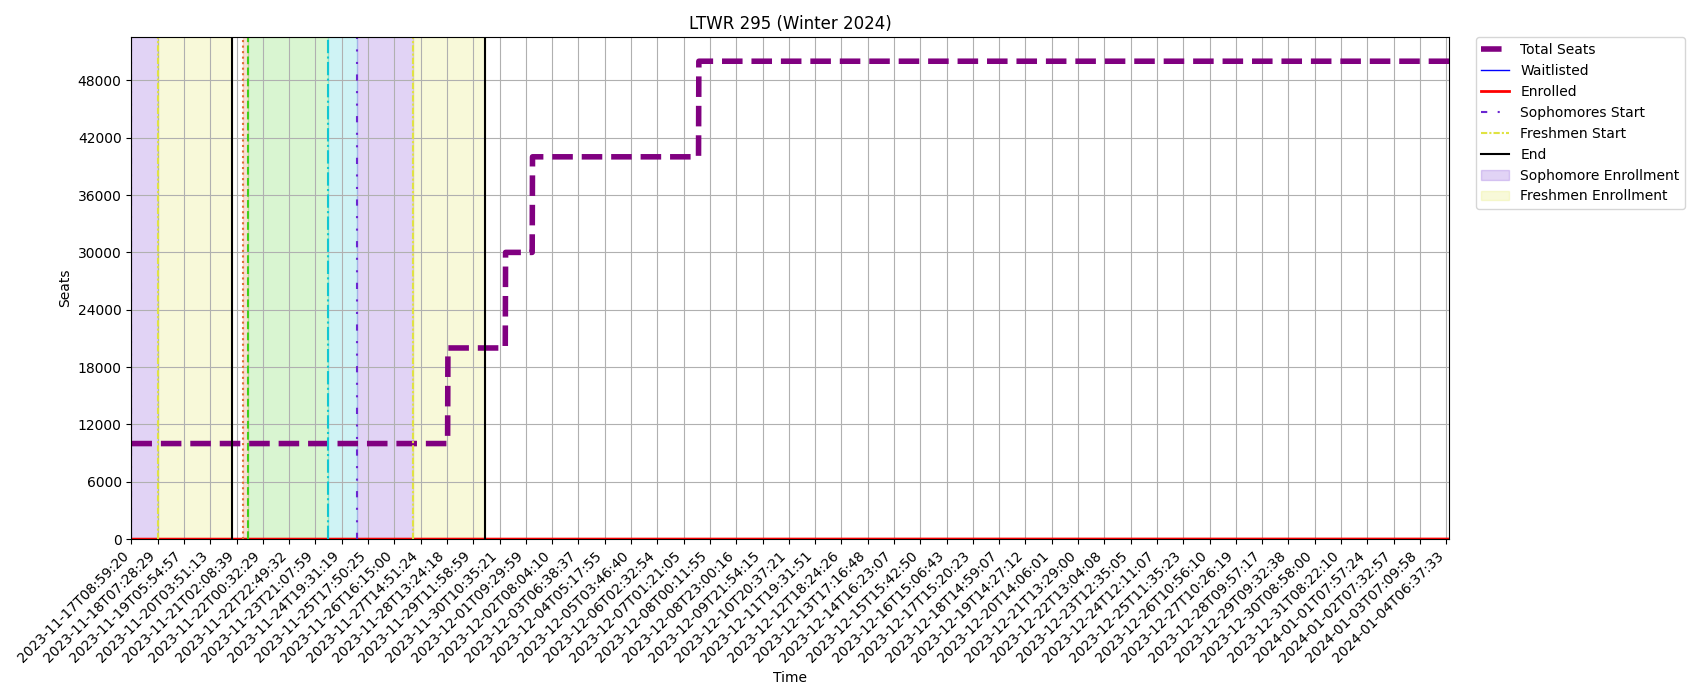 LTWR 295 (Winter 2024)
Total Seats
Waitlisted
Enrolled
Sophomores Start
Freshmen Start
End
Sophomore Enrollment
Freshmen Enrollment
Seats
48000
42000
36000
30000
24000
18000
12000
6000
0
2023-11-17T08:59:20
2023-11-18T07:28:29
2023-11-19T05:54:57
2023-11-20T03:51:13
2023-11-21T02:08:39
2023-11-22T00:32:29
2023-11-22T22:49:32
2023-11-23T21:07:59
2023-11-24T19:31:19
2023-11-25T17:50:25
2023-11-26T16:15:00
2023-11-27T14:51:24
2023-11-28T13:24:18
2023-11-29T11:58:59
2023-11-30T10:35:21
2023-12-01T09:29:59
2023-12-02T08:04:10
2023-12-03T06:38:37
2023-12-04T05:17:55
2023-12-05T03:46:40
2023-12-06T02:32:54
2023-12-07T01:21:05
2023-12-08T00:11:55
2023-12-08T23:00:16
2023-12-09T21:54:15
2023-12-10T20:37:21
2023-12-11T19:31:51
2023-12-12T18:24:26
2023-12-13T17:16:48
2023-12-14T16:23:07
2023-12-15T15:42:50
2023-12-16T15:06:43
2023-12-17T15:20:23
2023-12-18T14:59:07
2023-12-19T14:27:12
2023-12-20T14:06:01
2023-12-21T13:29:00
2023-12-22T13:04:08
2023-12-23T12:35:05
2023-12-24T12:11:07
2023-12-25T11:35:23
2023-12-26T10:56:10
2023-12-27T10:26:19
2023-12-28T09:57:17
2023-12-29T09:32:38
2023-12-30T08:58:00
2023-12-31T08:22:10
2024-01-01T07:57:24
2024-01-02T07:32:57
2024-01-03T07:09:58
2024-01-04T06:37:33
Time